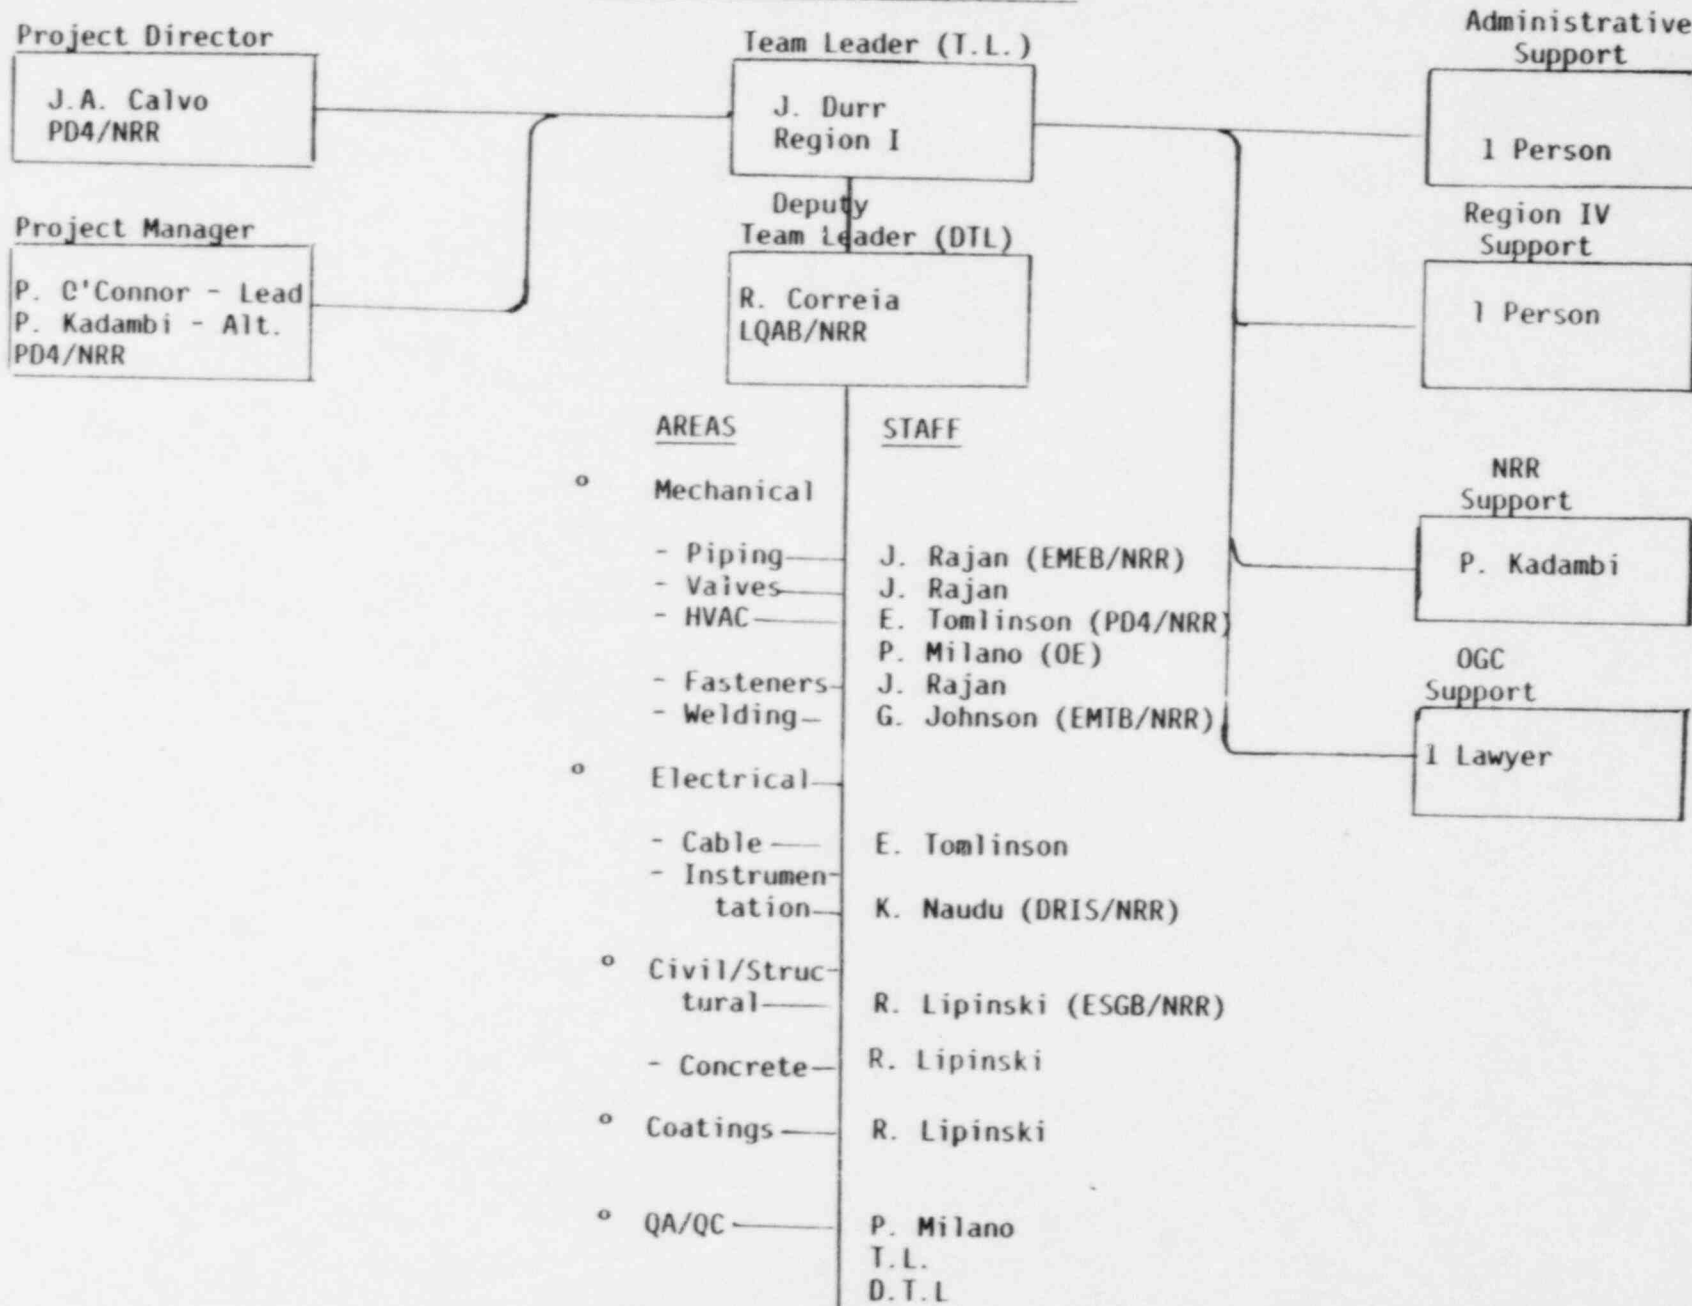 Project Director
J.A. Calvo
PD4/NRR
Project Manager
P. O'Connor - Lead
P. Kadambi - Alt.
PD4/NRR
Team Leader (T.L.)
J. Durr
Region I
Deputy
Team Leader (DTL)
R. Correia
LQAB/NRR
Administrative
Support
1 Person
Region IV
Support
1 Person
NRR
Support
P. Kadambi
OGC
Support
1 Lawyer
AREAS STAFF
o Mechanical
- Piping J. Rajan (EMEB/NRR)
- Valves J. Rajan
- HVAC E. Tomlinson (PD4/NRR)
P. Milano (OE)
- Fasteners J. Rajan
- Welding G. Johnson (EMTB/NRR)
o Electrical
- Cable E. Tomlinson
- Instrumen-
tation K. Naudu (DRIS/NRR)
o Civil/Struc-
tural R. Lipinski (ESGB/NRR)
- Concrete R. Lipinski
o Coatings R. Lipinski
o QA/QC P. Milano
T.L.
D.T.L